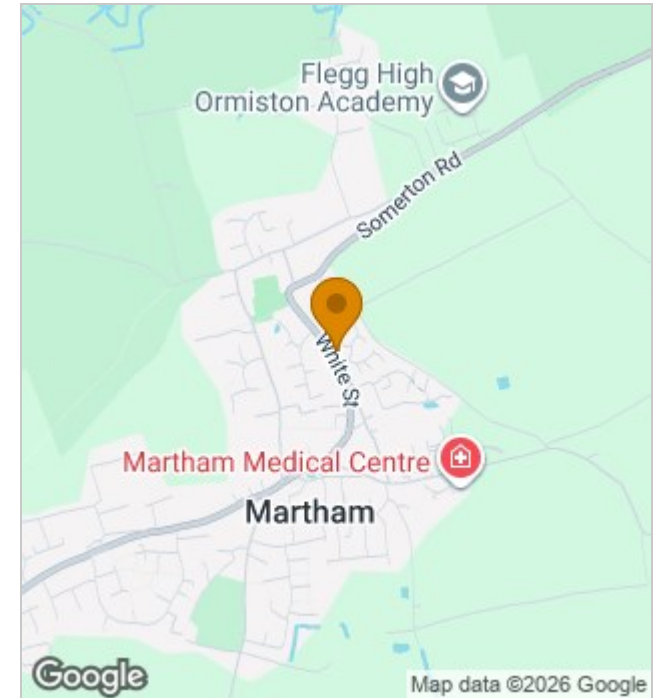 Flegg High
Ormiston Academy
Somerton Rd
White St
Martham Medical Centre
Martham
Google
Map data ©2026 Google